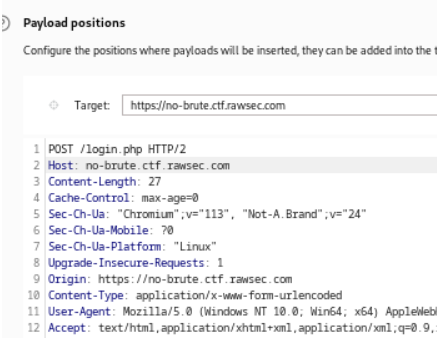 Payload positions
Configure the positions where payloads will be inserted, they can be added into the t
Target: https://no-brute.ctf.rawsec.com
1 POST /login.php HTTP/2
2 Host: no-brute.ctf.rawsec.com
3 Content-Length: 27
4 Cache-Control: max-age=0
5 Sec-Ch-Ua: "Chromium";v="113", "Not-A.Brand";v="24"
6 Sec-Ch-Ua-Mobile: ?0
7 Sec-Ch-Ua-Platform: "Linux"
8 Upgrade-Insecure-Requests: 1
9 Origin: https://no-brute.ctf.rawsec.com
10 Content-Type: application/x-www-form-urlencoded
11 User-Agent: Mozilla/5.0 (Windows NT 10.0; Win64; x64) AppleWeb
12 Accept: text/html,application/xhtml+xml,application/xml;q=0.9,